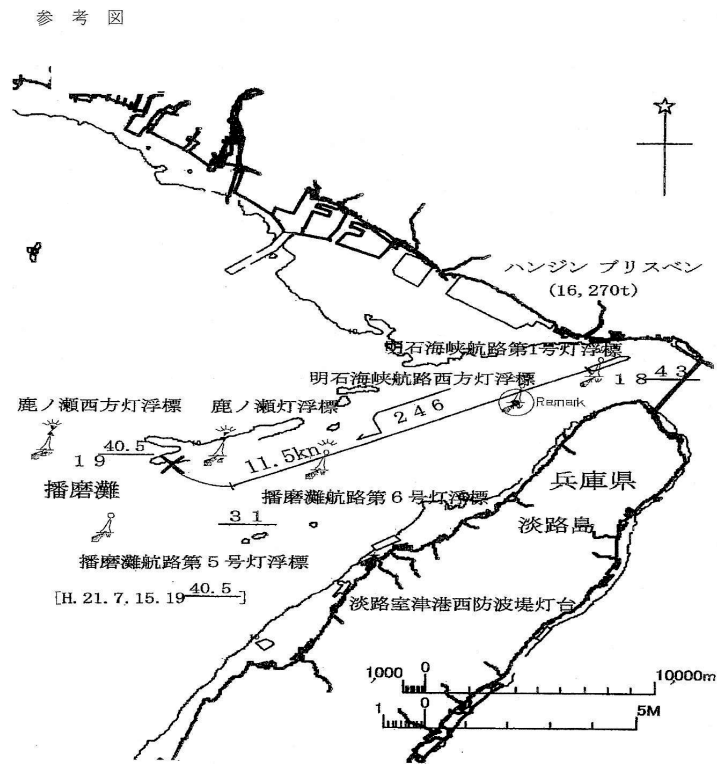 参 考 図
ハンジン ブリスベン
(16,270t)
明石海峡航路第1号灯浮標
18 43
明石海峡航路西方灯浮標
246
Ramark
鹿ノ瀬西方灯浮標
鹿ノ瀬灯浮標
19 40.5
11.5kn
播磨灘
播磨灘航路第６号灯浮標
兵庫県
淡路島
31
播磨灘航路第５号灯浮標
[H.21.7,15.19 40.5]
淡路室津港西防波堤灯台
1,000 0 10,000m
1 0 5M